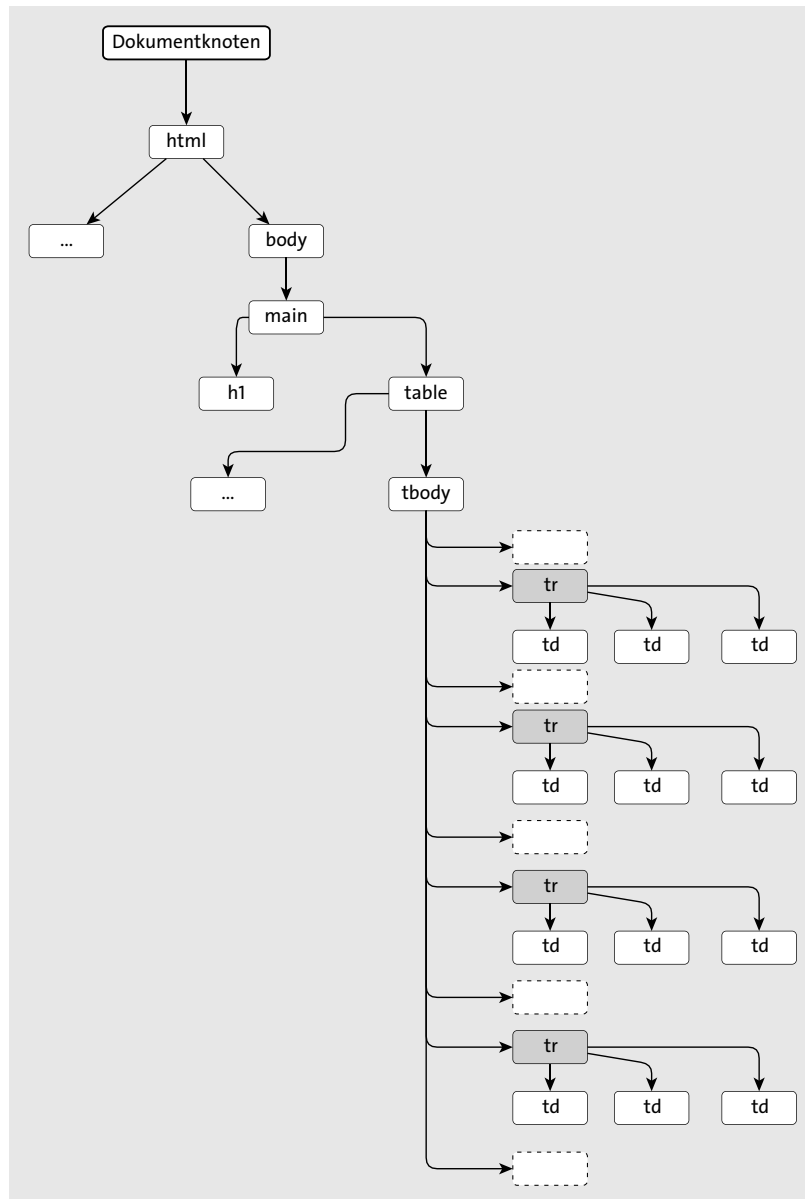 Dokumentknoten
html
... body
main
h1 table
... tbody
tr
td td td
tr
td td td
tr
td td td
tr
td td td